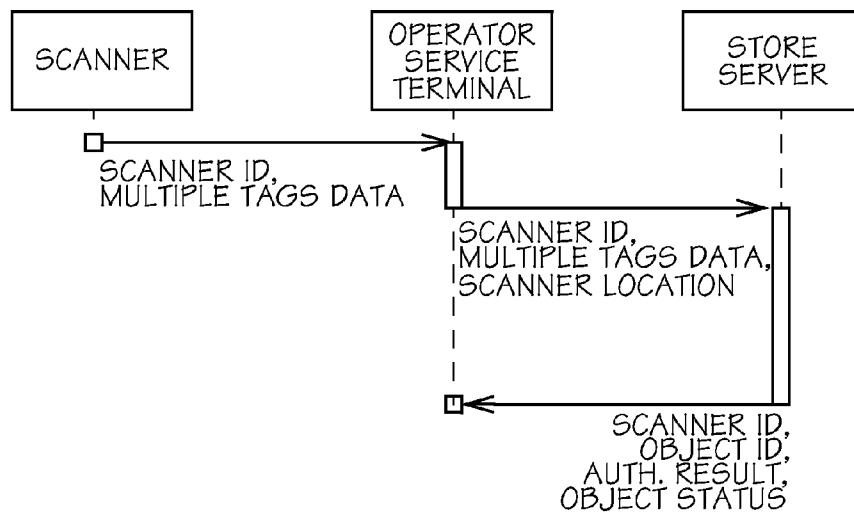 SCANNER
OPERATOR
SERVICE
TERMINAL
STORE
SERVER
SCANNER ID,
MULTIPLE TAGS DATA
SCANNER ID,
MULTIPLE TAGS DATA,
SCANNER LOCATION
SCANNER ID,
OBJECT ID,
AUTH. RESULT,
OBJECT STATUS